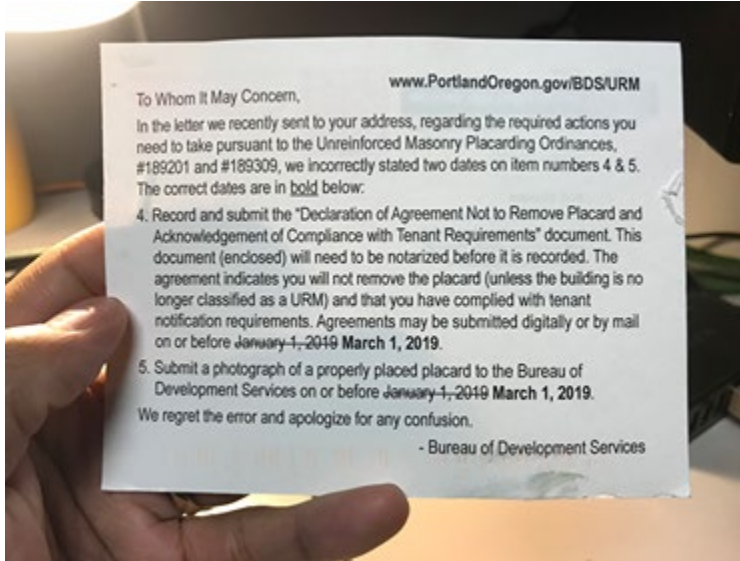 www.PortlandOregon.gov/BDS/URM
To Whom It May Concern,
In the letter we recently sent to your address, regarding the required actions you
need to take pursuant to the Unreinforced Masonry Placarding Ordinances,
#189201 and #189309, we incorrectly stated two dates on item numbers 4 & 5.
The correct dates are in bold below:
4. Record and submit the "Declaration of Agreement Not to Remove Placard and
Acknowledgement of Compliance with Tenant Requirements" document. This
document (enclosed) will need to be notarized before it is recorded. The
agreement indicates you will not remove the placard (unless the building is no
longer classified as a URM) and that you have complied with tenant
notification requirements. Agreements may be submitted digitally or by mail
on or before January 1, 2019 March 1, 2019.
5. Submit a photograph of a properly placed placard to the Bureau of
Development Services on or before January 1, 2019 March 1, 2019.
We regret the error and apologize for any confusion.
- Bureau of Development Services